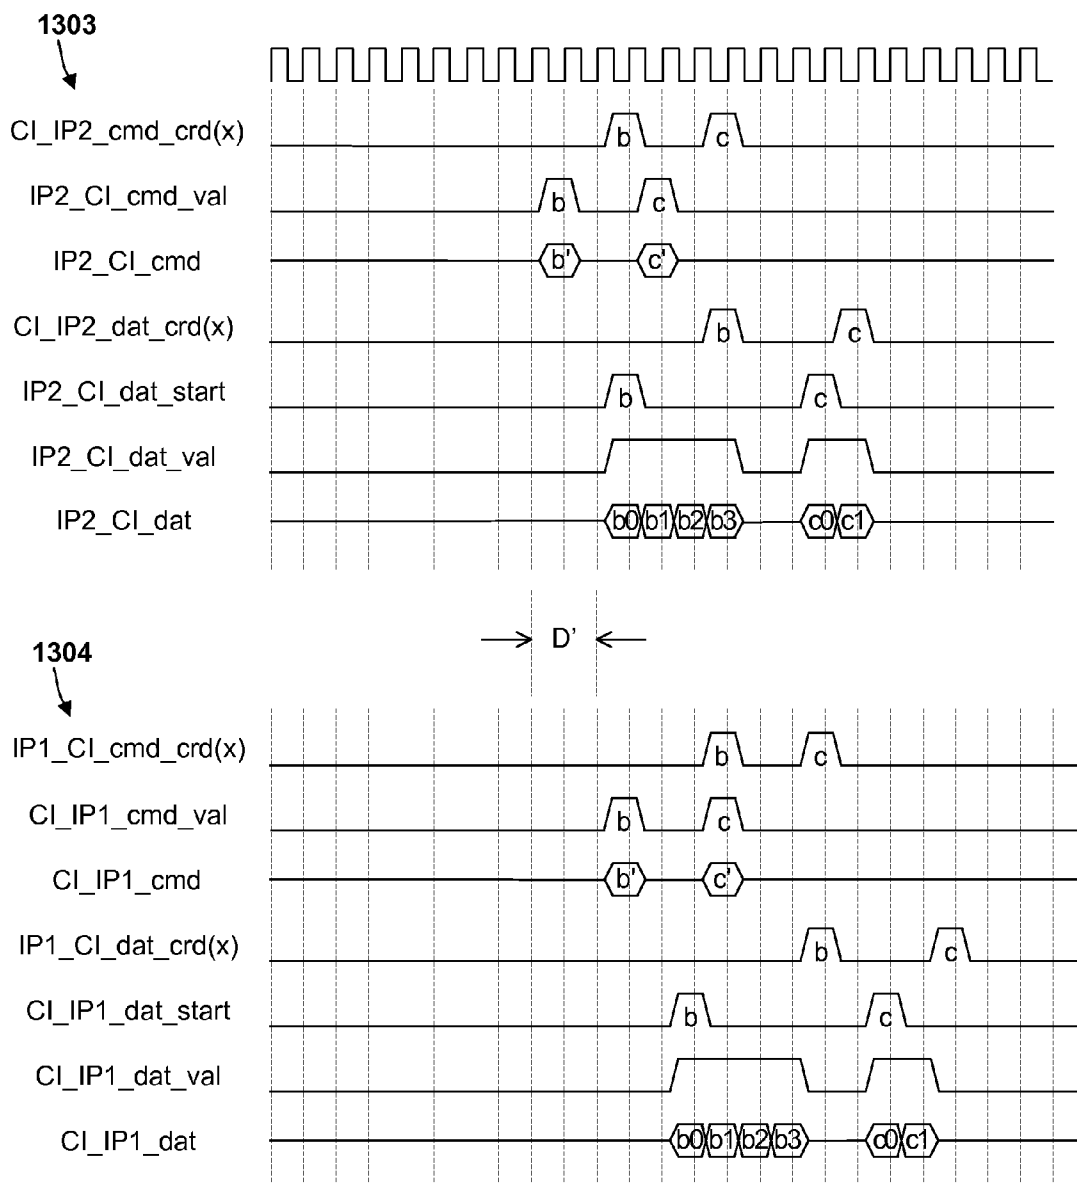 1303
CI_IP2_cmd_crd(x) b c
IP2_CI_cmd_val b c
IP2_CI_cmd b' c'
CI_IP2_dat_crd(x) b c
IP2_CI_dat_start b c
IP2_CI_dat_val
IP2_CI_dat b0 b1 b2 b3 c0 c1
D’
1304
IP1_CI_cmd_crd(x) b c
CI_IP1_cmd_val b c
CI_IP1_cmd b' c'
IP1_CI_dat_crd(x) b c
CI_IP1_dat_start b c
CI_IP1_dat_val
CI_IP1_dat b0 b1 b2 b3 c0 c1